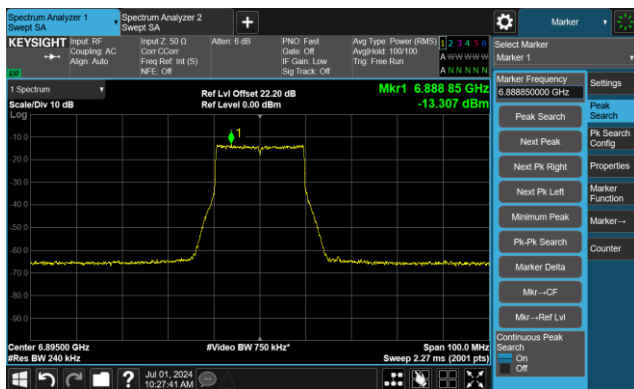 Spectrum Analyzer 1
Swept SA
Spectrum Analyzer 2
Swept SA
Marker
KEYSIGHT
Input: RF
Coupling: AC
Align: Auto
Input Z: 50 Ω
Corr CCorr
Freq Ref: Int (S)
NFE: Off
Atten: 6 dB
PNO: Fast
Gate: Off
IF Gain: Low
Sig Track: Off
Avg Type: Power (RMS)
Avg|Hold: 100/100
Trig: Free Run
1 2 3 4 5 6
A W W W W W
A N N N N N
Select Marker
Marker 1
1 Spectrum
Scale/Div 10 dB
Log
Ref Lvl Offset 22.20 dB
Ref Level 0.00 dBm
Mkr1 6.888 85 GHz
-13.307 dBm
1
-10.0
-20.0
-30.0
-40.0
-50.0
-60.0
-70.0
-80.0
-90.0
Center 6.89500 GHz
#Res BW 240 kHz
#Video BW 750 kHz*
Span 100.0 MHz
Sweep 2.27 ms (2001 pts)
Marker Frequency
6.888850000 GHz
Peak Search
Next Peak
Next Pk Right
Next Pk Left
Minimum Peak
Pk-Pk Search
Marker Delta
Mkr→CF
Mkr→Ref Lvl
Continuous Peak
Search
On
Off
Settings
Peak
Search
Pk Search
Config
Properties
Marker
Function
Marker→
Counter
?
Jul 01, 2024
10:27:41 AM